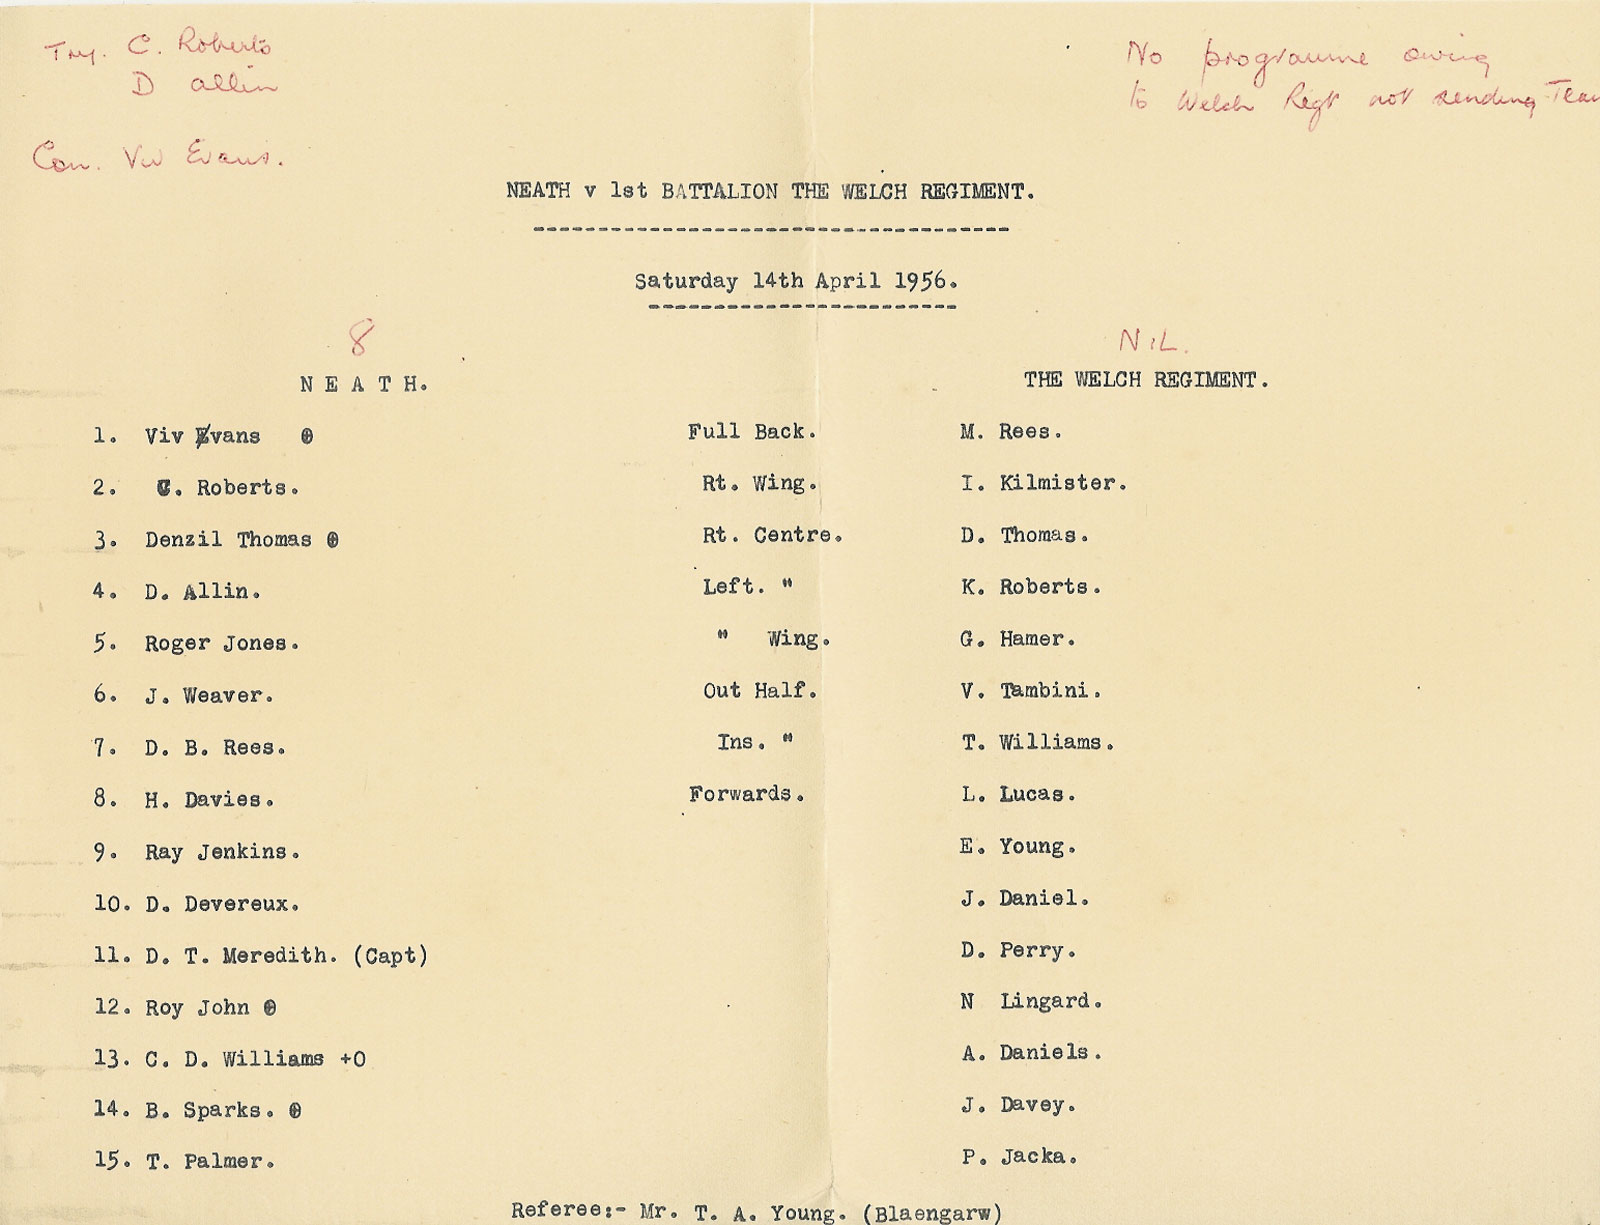 Try. C. Roberts
D Allin
Con. Viv Evans.
No programme owing
to Welch Regt not sending Team
NEATH v 1st BATTALION THE WELCH REGIMENT.
Saturday 14th April 1956.
8 NIL.
N E A T H. THE WELCH REGIMENT.
1. Viv Evans ⊕ Full Back. M. Rees.
2. C. Roberts. Rt. Wing. I. Kilmister.
3. Denzil Thomas ⊕ Rt. Centre. D. Thomas.
4. D. Allin. Left. " K. Roberts.
5. Roger Jones. " Wing. G. Hamer.
6. J. Weaver. Out Half. V. Tambini.
7. D. B. Rees. Ins. " T. Williams.
8. H. Davies. Forwards. L. Lucas.
9. Ray Jenkins. E. Young.
10. D. Devereux. J. Daniel.
11. D. T. Meredith. (Capt) D. Perry.
12. Roy John ⊕ N Lingard.
13. C. D. Williams +O A. Daniels.
14. B. Sparks. ⊕ J. Davey.
15. T. Palmer. P. Jacka.
Referee:- Mr. T. A. Young. (Blaengarw)